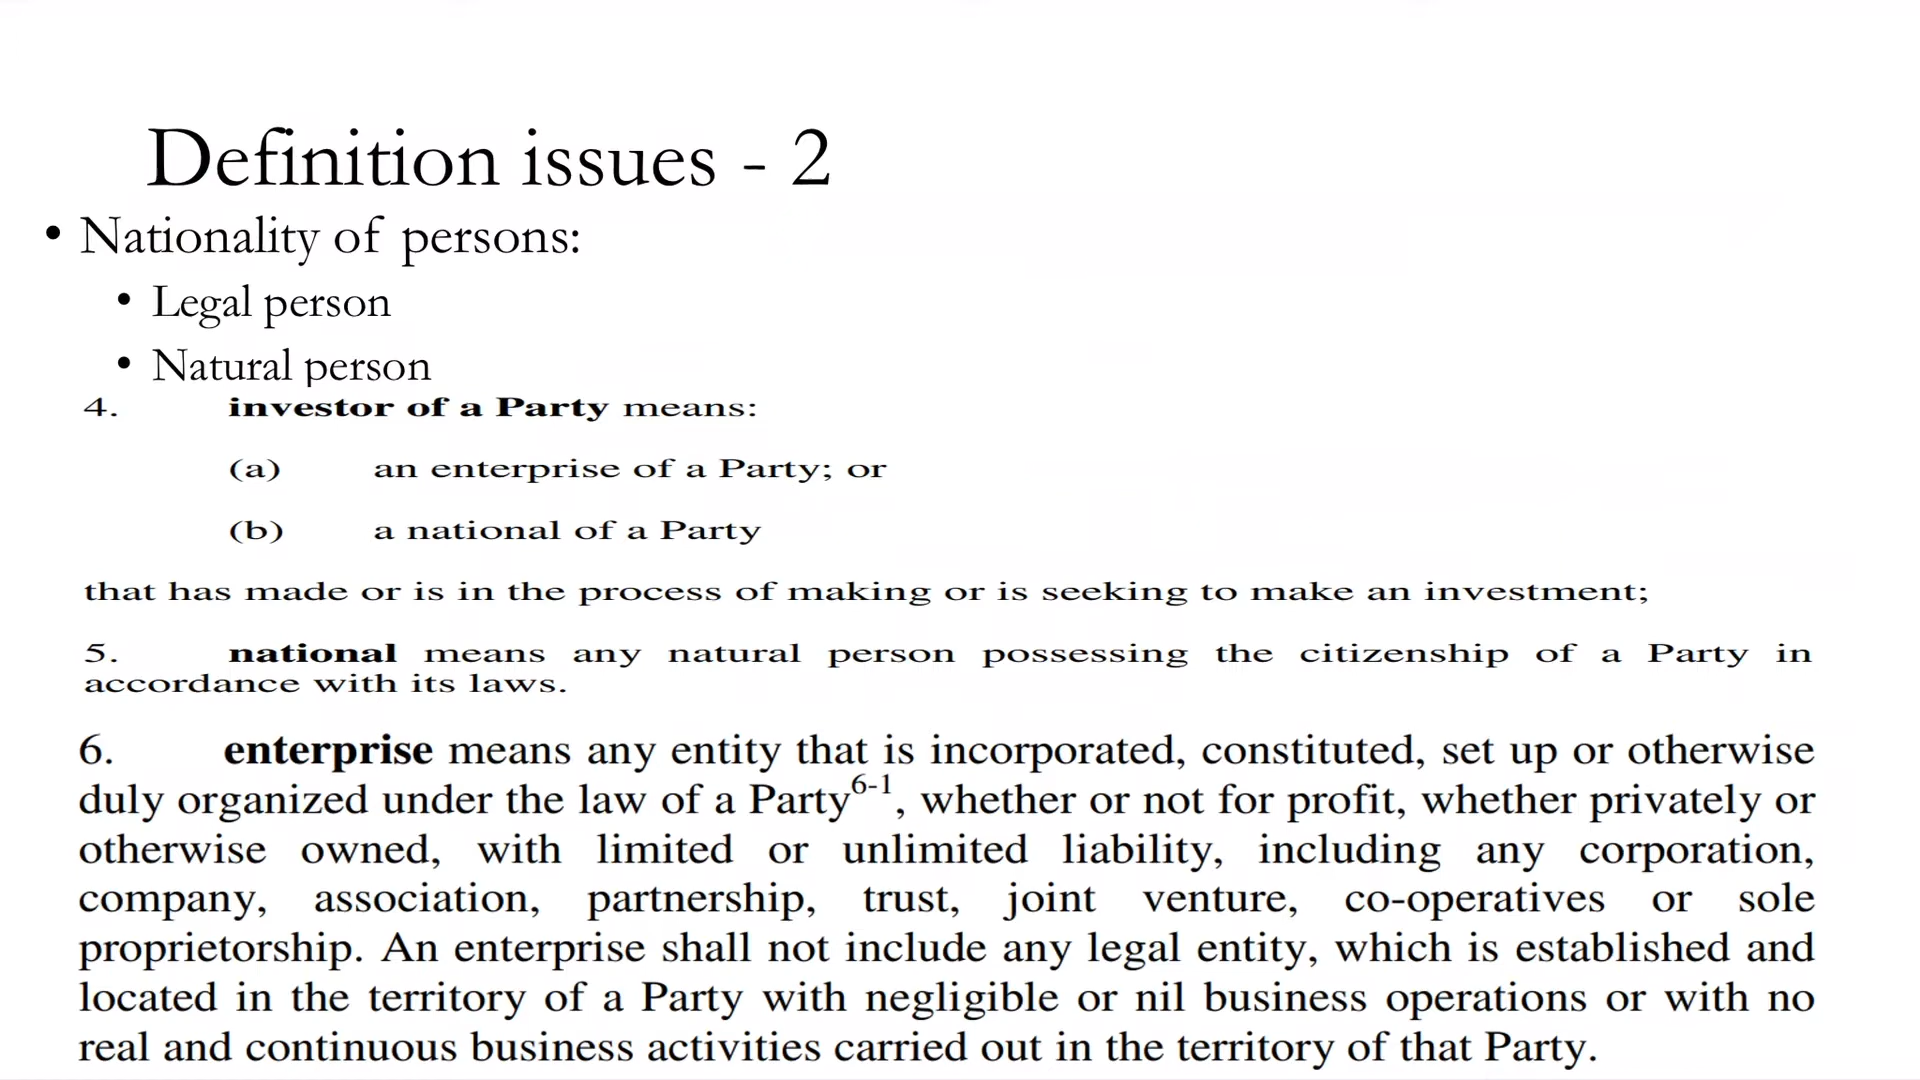 Definition issues - 2
• Nationality of persons:
• Legal person
• Natural person
4. investor of a Party means:
(a) an enterprise of a Party; or
(b) a national of a Party
that has made or is in the process of making or is seeking to make an investment;
5. national means any natural person possessing the citizenship of a Party in
accordance with its laws.
6. enterprise means any entity that is incorporated, constituted, set up or otherwise
duly organized under the law of a Party6-1, whether or not for profit, whether privately or
otherwise owned, with limited or unlimited liability, including any corporation,
company, association, partnership, trust, joint venture, co-operatives or sole
proprietorship. An enterprise shall not include any legal entity, which is established and
located in the territory of a Party with negligible or nil business operations or with no
real and continuous business activities carried out in the territory of that Party.